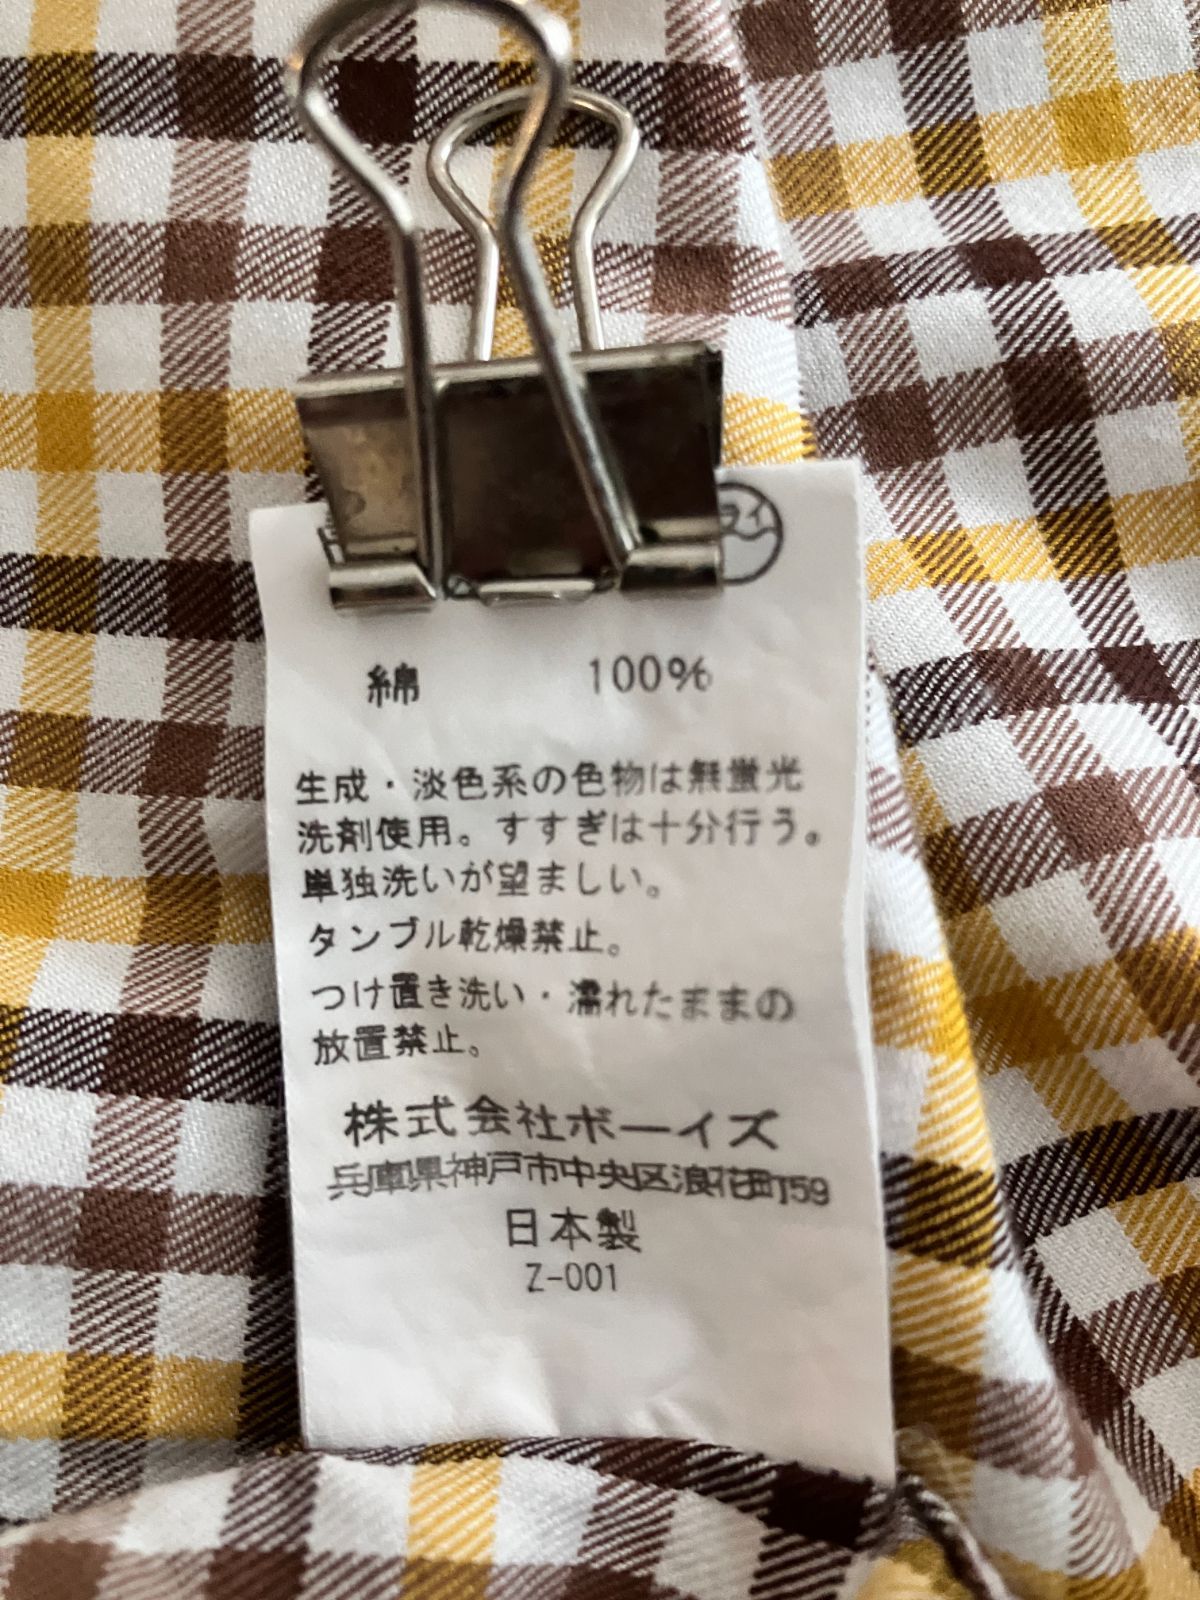 ドライ
綿 100%
生成・淡色系の色物は無蛍光
洗剤使用。すすぎは十分行う。
単独洗いが望ましい。
タンブル乾燥禁止。
つけ置き洗い・濡れたままの
放置禁止。
株式会社ボーイズ
兵庫県神戸市中央区浪花町59
日本製
Z-001